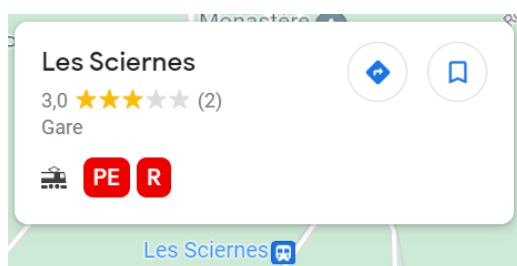 Monastère
Les Sciernes
3,0 (2)
Gare
PE R
Les Sciernes